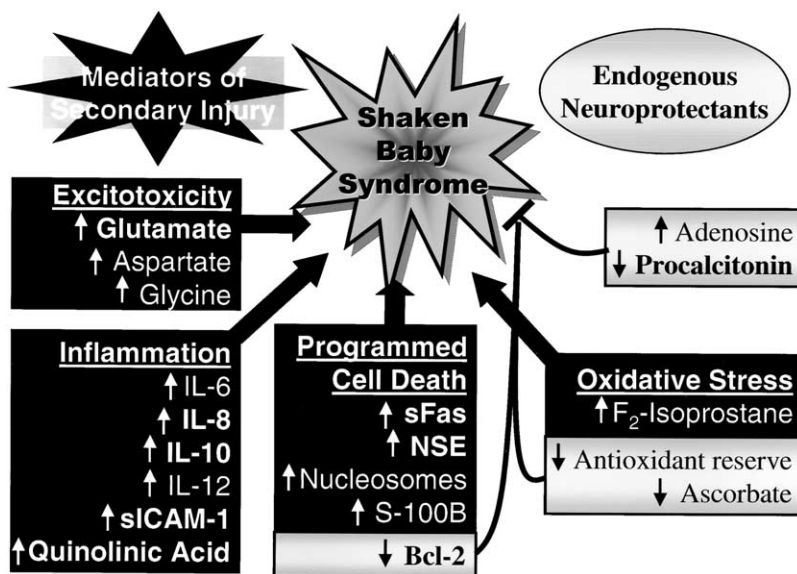 Mediators of
Secondary Injury
Shaken
Baby
Syndrome
Endogenous
Neuroprotectants
Excitotoxicity
↑ Glutamate
↑ Aspartate
↑ Glycine
↑ Adenosine
↓ Procalcitonin
Inflammation
↑ IL-6
↑ IL-8
↑ IL-10
↑ IL-12
↑ sICAM-1
↑ Quinolinic Acid
Programmed
Cell Death
↑ sFas
↑ NSE
↑ Nucleosomes
↑ S-100B
↓ Bcl-2
Oxidative Stress
↑ F₂-Isoprostane
↓ Antioxidant reserve
↓ Ascorbate